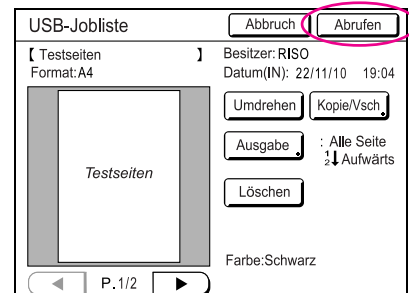 USB-Jobliste
Abbruch
Abrufen
【 Testseiten 】
Format:A4
Testseiten
P.1/2
Besitzer:RISO
Datum(IN): 22/11/10 19:04
Umdrehen
Kopie/Vsch
Ausgabe
: Alle Seite
1
2 Aufwärts
Löschen
Farbe:Schwarz